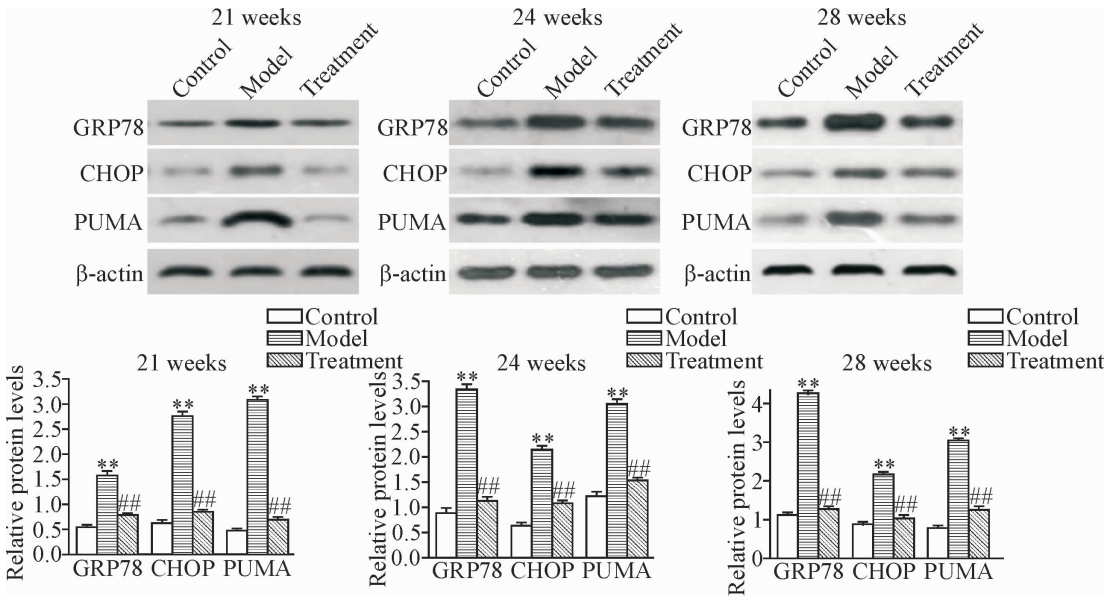 21 weeks 24 weeks 28 weeks
Control Model Treatment Control Model Treatment Control Model Treatment
GRP78 GRP78 GRP78
CHOP CHOP CHOP
PUMA PUMA PUMA
β-actin β-actin β-actin
Control Control Control
Model Model Model
Treatment Treatment Treatment
21 weeks 24 weeks 28 weeks
Relative protein levels
3.5
3.0
2.5
2.0
1.5
1.0
0.5
0.0
** ## ** ## ** ##
GRP78 CHOP PUMA
Relative protein levels
3.5
3.0
2.5
2.0
1.5
1.0
0.5
0.0
** ## ** ## ** ##
GRP78 CHOP PUMA
Relative protein levels
4
3
2
1
0
** ## ** ## ** ##
GRP78 CHOP PUMA